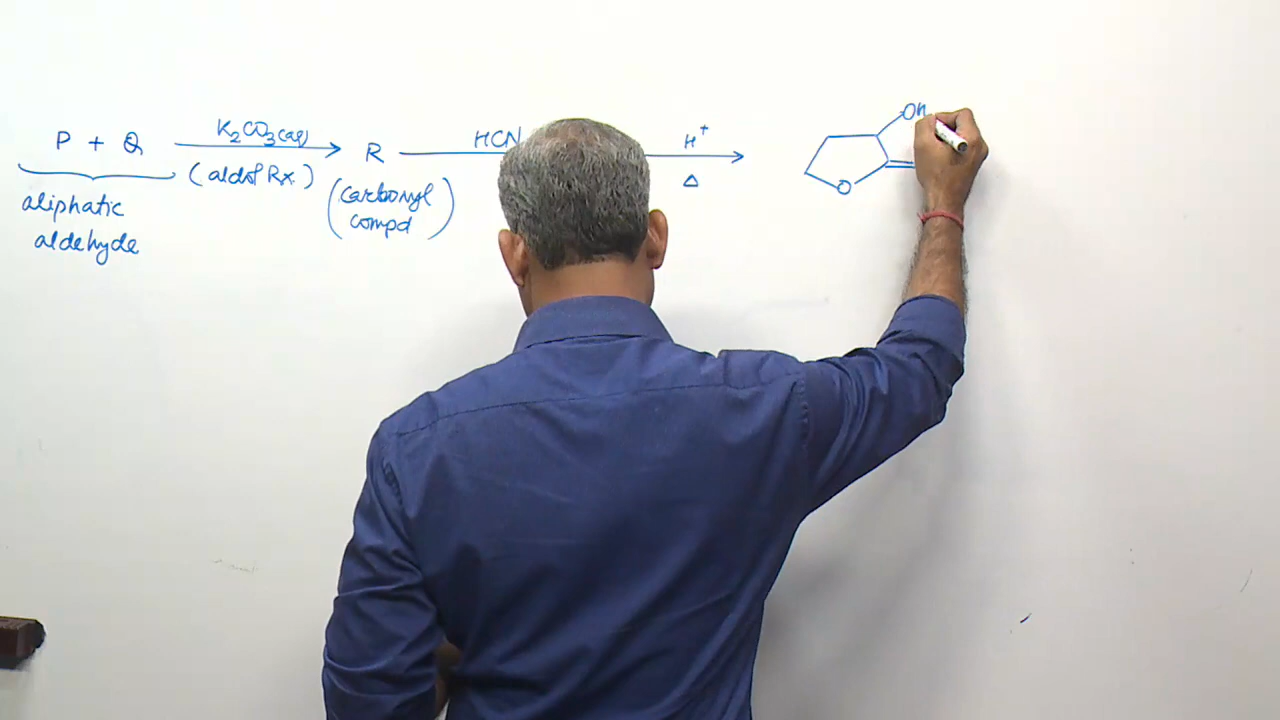 P + Q K2CO3(aq) R HCN H+ OH
(aldol Rx.) Δ
aliphatic (carbonyl O
aldehyde compd)